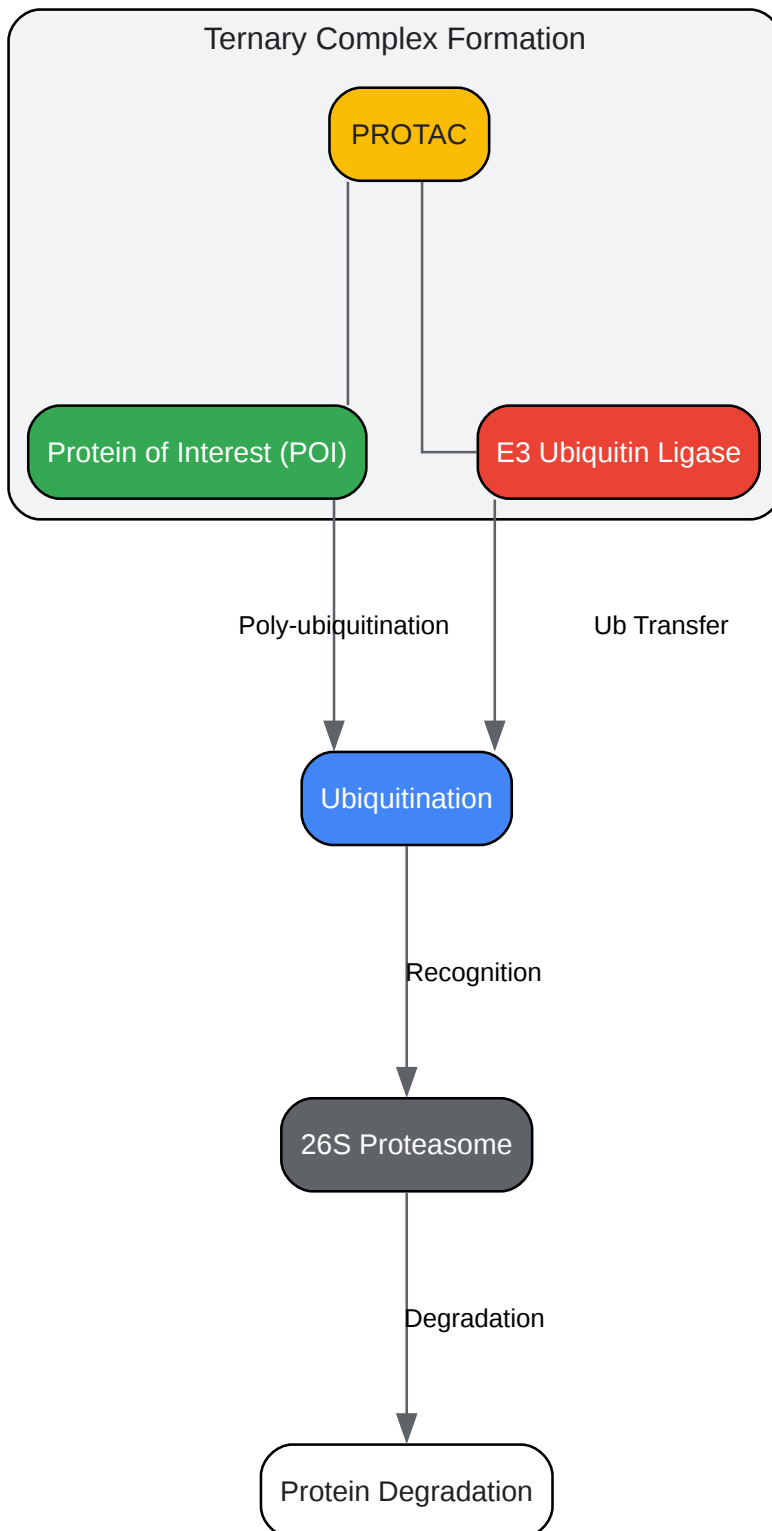 Ternary Complex Formation
PROTAC
Protein of Interest (POI)
E3 Ubiquitin Ligase
Poly-ubiquitination
Ub Transfer
Ubiquitination
Recognition
26S Proteasome
Degradation
Protein Degradation